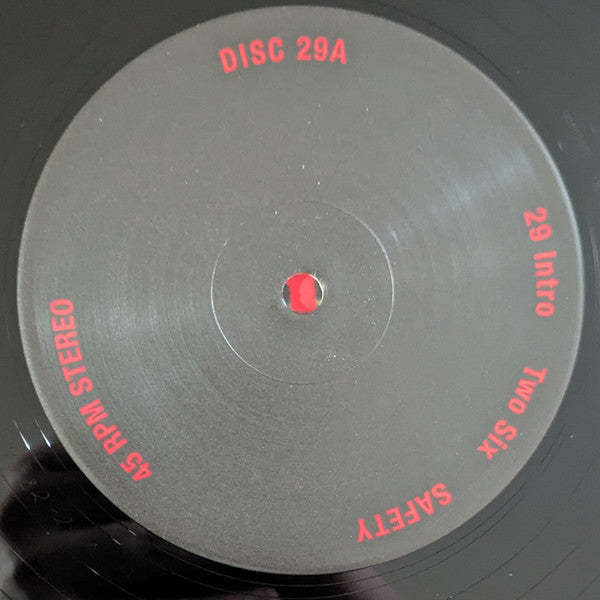 DISC 29A
29 Intro
Two Six
SAFETY
45 RPM STEREO